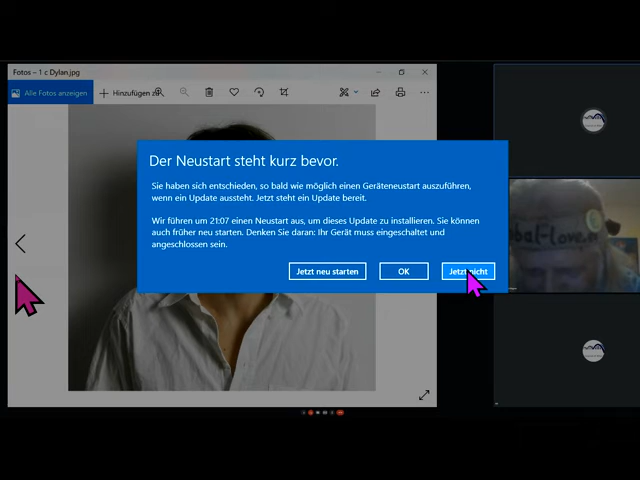 Fotos – 1 c Dylan.jpg
Alle Fotos anzeigen
Hinzufügen zu
Der Neustart steht kurz bevor.
Sie haben sich entschieden, so bald wie möglich einen Geräteneustart auszuführen,
wenn ein Update aussteht. Jetzt steht ein Update bereit.
Wir führen um 21:07 einen Neustart aus, um dieses Update zu installieren. Sie können
auch früher neu starten. Denken Sie daran: Ihr Gerät muss eingeschaltet und
angeschlossen sein.
Jetzt neu starten
OK
Jetzt nicht